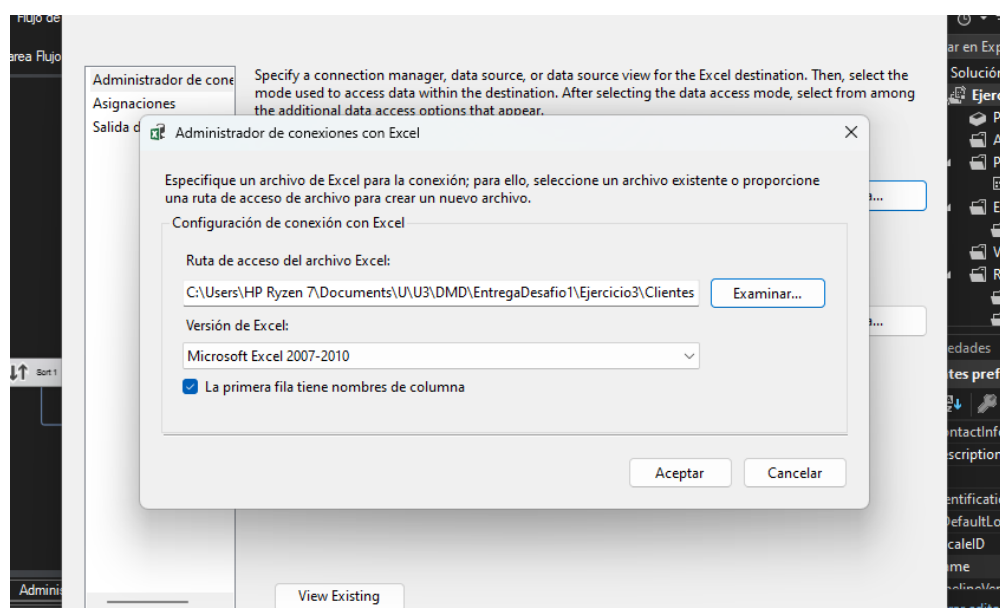 Flujo de
area Flujo
Administrador de cone
Asignaciones
Salida d
Specify a connection manager, data source, or data source view for the Excel destination. Then, select the
mode used to access data within the destination. After selecting the data access mode, select from among
the additional data access options that appear.
Administrador de conexiones con Excel
Especifique un archivo de Excel para la conexión; para ello, seleccione un archivo existente o proporcione
una ruta de acceso de archivo para crear un nuevo archivo.
Configuración de conexión con Excel
Ruta de acceso del archivo Excel:
C:\Users\HP Ryzen 7\Documents\U\U3\DMD\EntregaDesafio1\Ejercicio3\Clientes
Examinar...
Versión de Excel:
Microsoft Excel 2007-2010
La primera fila tiene nombres de columna
Aceptar
Cancelar
View Existing
Sort 1
Admini
ar en Exp
Solución
Ejerc
P
A
P
E
V
R
edades
tes pref
ontactInf
escription
entificati
DefaultLo
caleID
ame